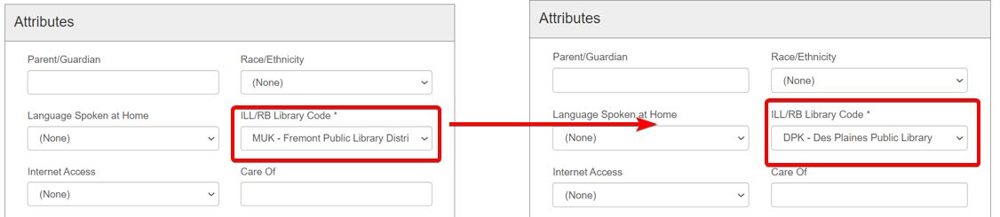 Attributes
Parent/Guardian
Race/Ethnicity
(None)
Language Spoken at Home
ILL/RB Library Code *
(None)
MUK - Fremont Public Library Distri
Internet Access
Care Of
(None)
Attributes
Parent/Guardian
Race/Ethnicity
(None)
Language Spoken at Home
ILL/RB Library Code *
(None)
DPK - Des Plaines Public Library
Internet Access
Care Of
(None)